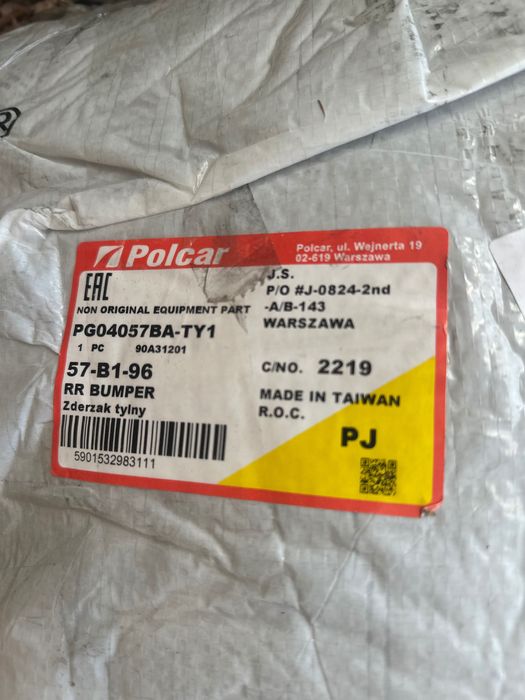 Polcar
Polcar, ul. Wejnerta 19
02-619 Warszawa
EAC
NON ORIGINAL EQUIPMENT PART
PG04057BA-TY1
1 PC 90A31201
57-B1-96
RR BUMPER
Zderzak tylny
5901532983111
J.S.
P/O #J-0824-2nd
-A/B-143
WARSZAWA
C/NO. 2219
MADE IN TAIWAN
R.O.C.
PJ